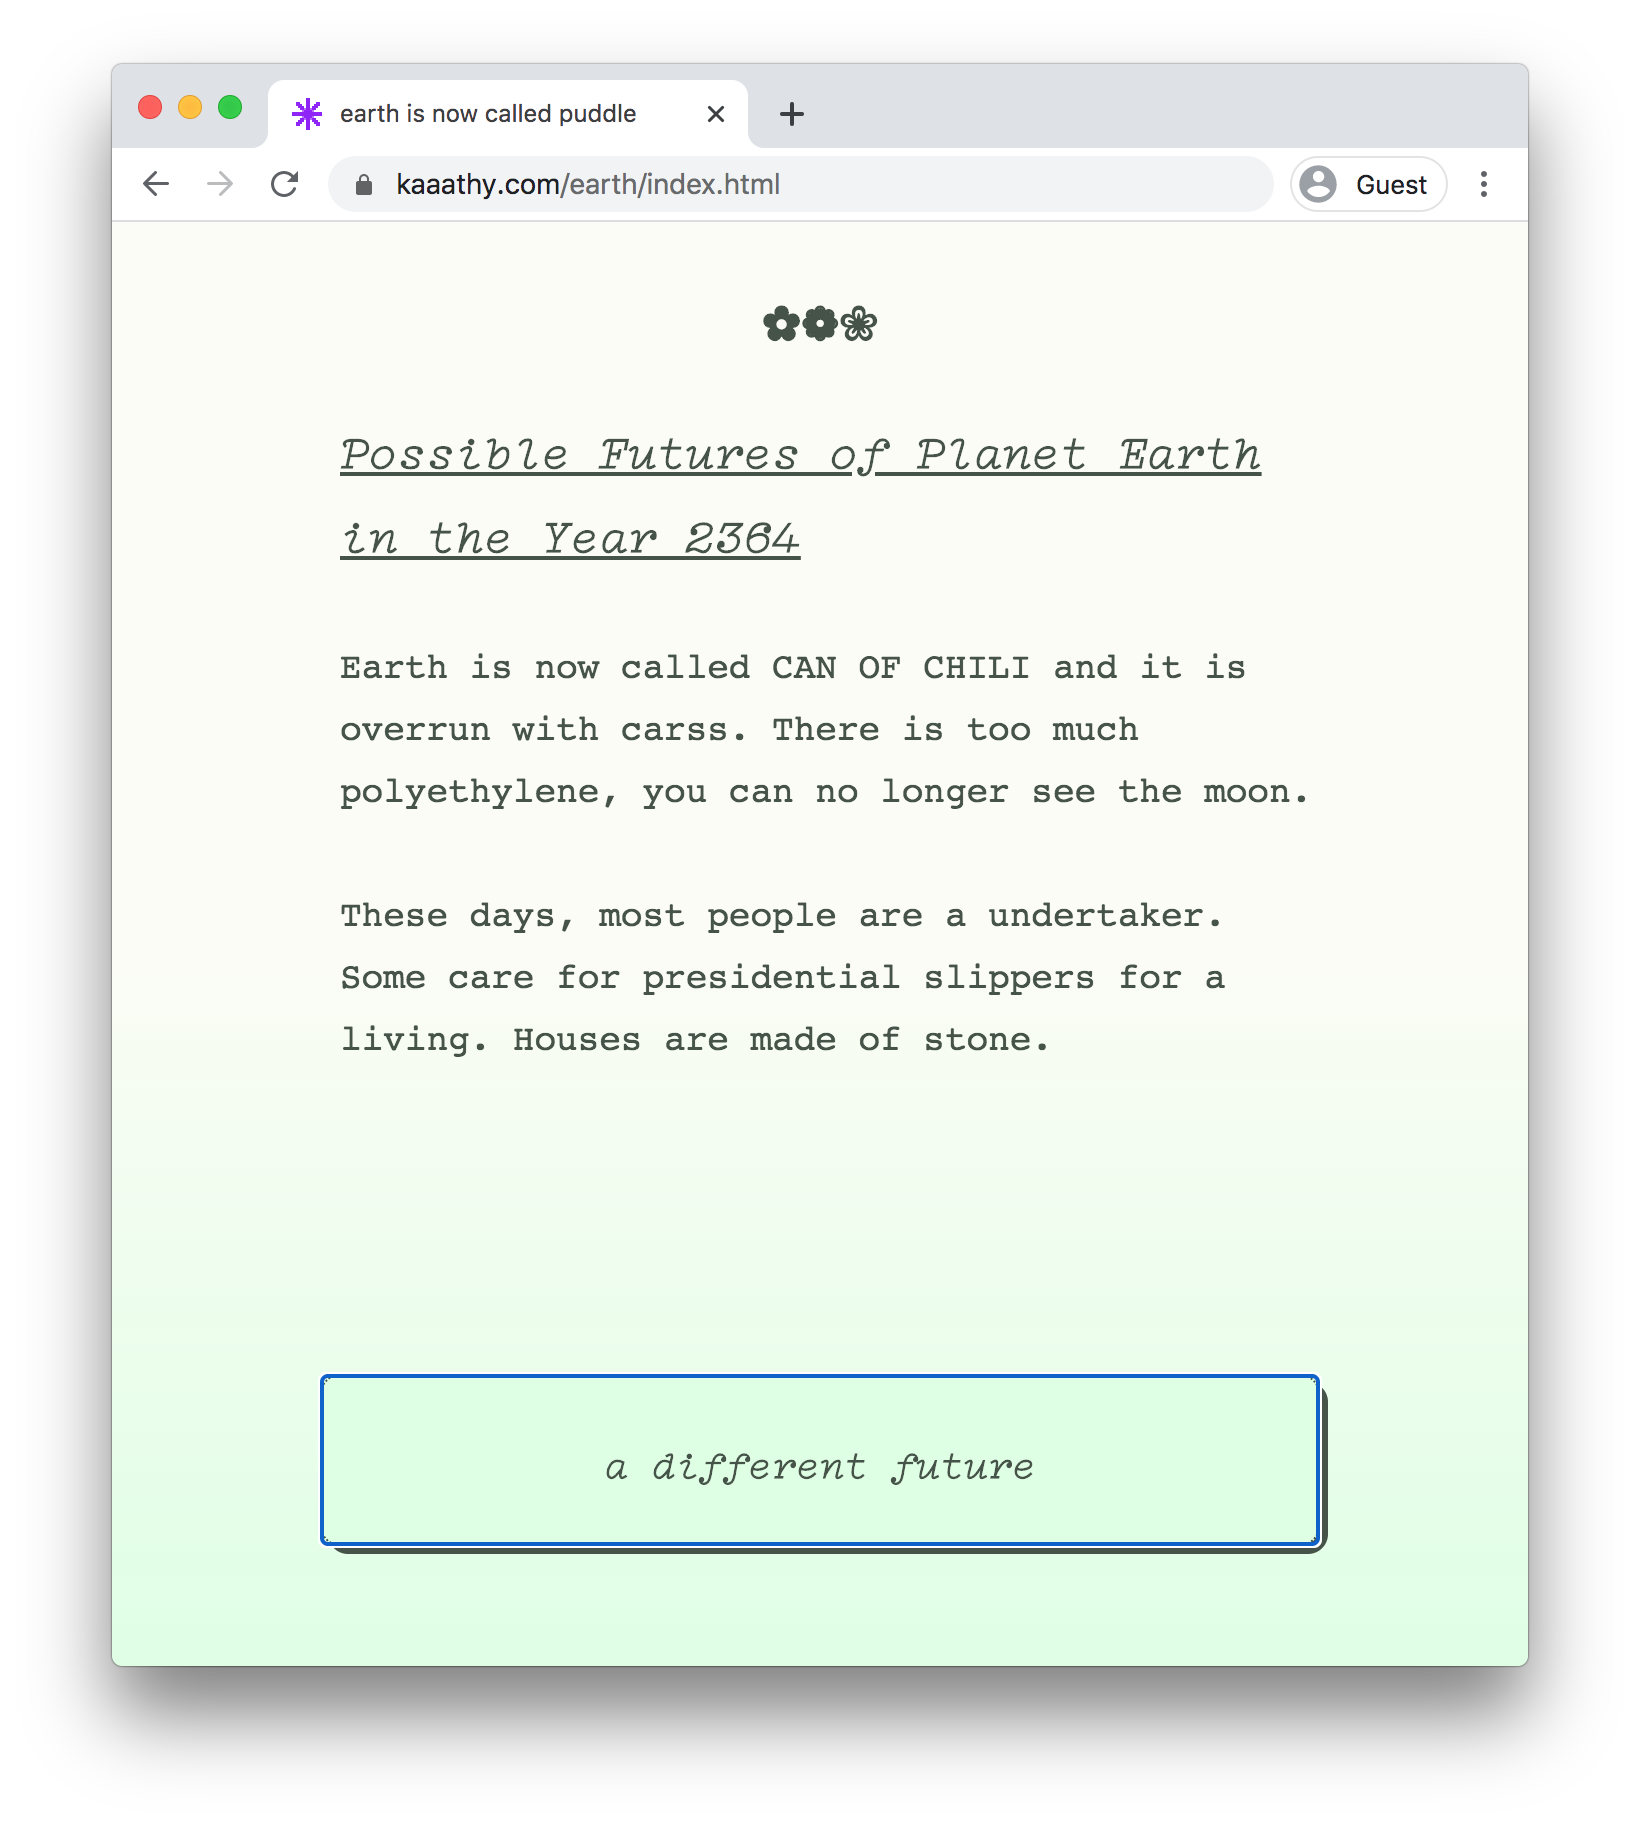 earth is now called puddle
kaaathy.com/earth/index.html
Guest
✿❁❀
Possible Futures of Planet Earth
in the Year 2364
Earth is now called CAN OF CHILI and it is
overrun with carss. There is too much
polyethylene, you can no longer see the moon.
These days, most people are a undertaker.
Some care for presidential slippers for a
living. Houses are made of stone.
a different future